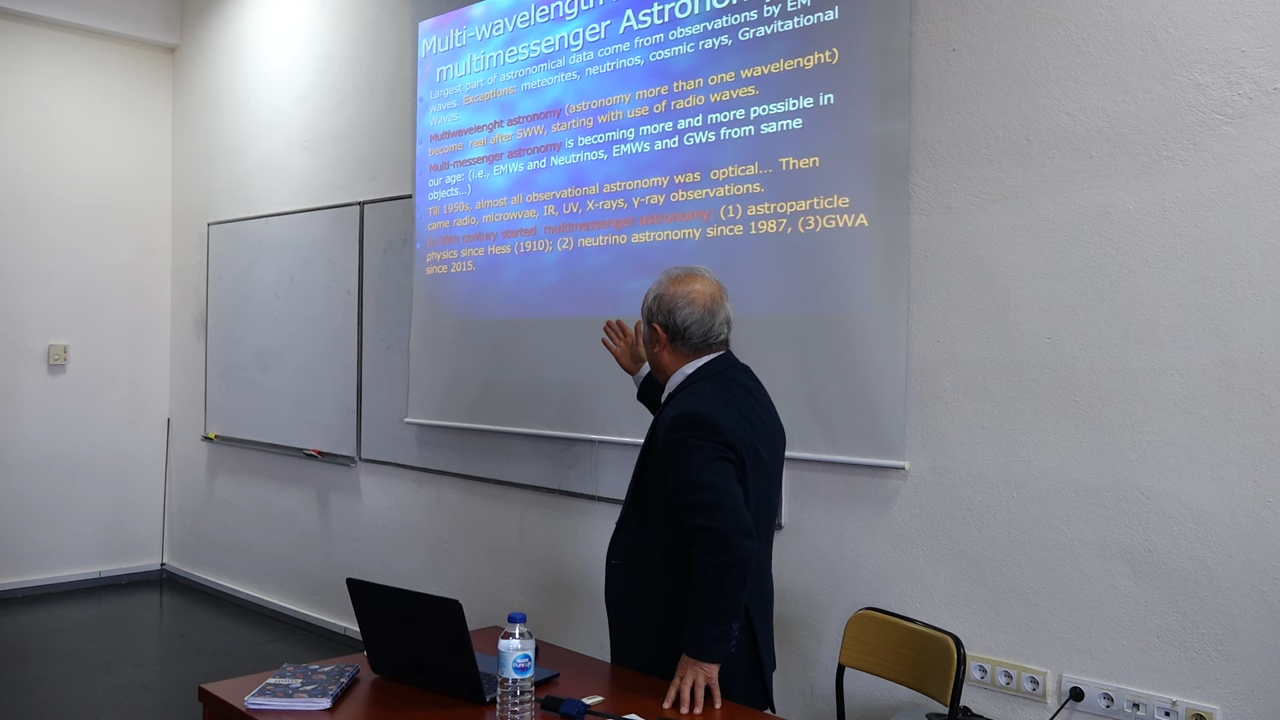 Multi-wavelength
multimessenger Astronomy
Largest part of astronomical data come from observations by EM
waves. Exceptions: meteorites, neutrinos, cosmic rays, Gravitational
Waves.
Multiwavelenght astronomy (astronomy more than one wavelenght)
become real after SWW, starting with use of radio waves.
Multi-messenger astronomy is becoming more and more possible in
our age: (i.e., EMWs and Neutrinos, EMWs and GWs from same
objects...)
Till 1950s, almost all observational astronomy was optical... Then
came radio, microwvae, IR, UV, X-rays, γ-ray observations.
In 20th century started multimessenger astronomy: (1) astroparticle
physics since Hess (1910); (2) neutrino astronomy since 1987, (3)GWA
since 2015.